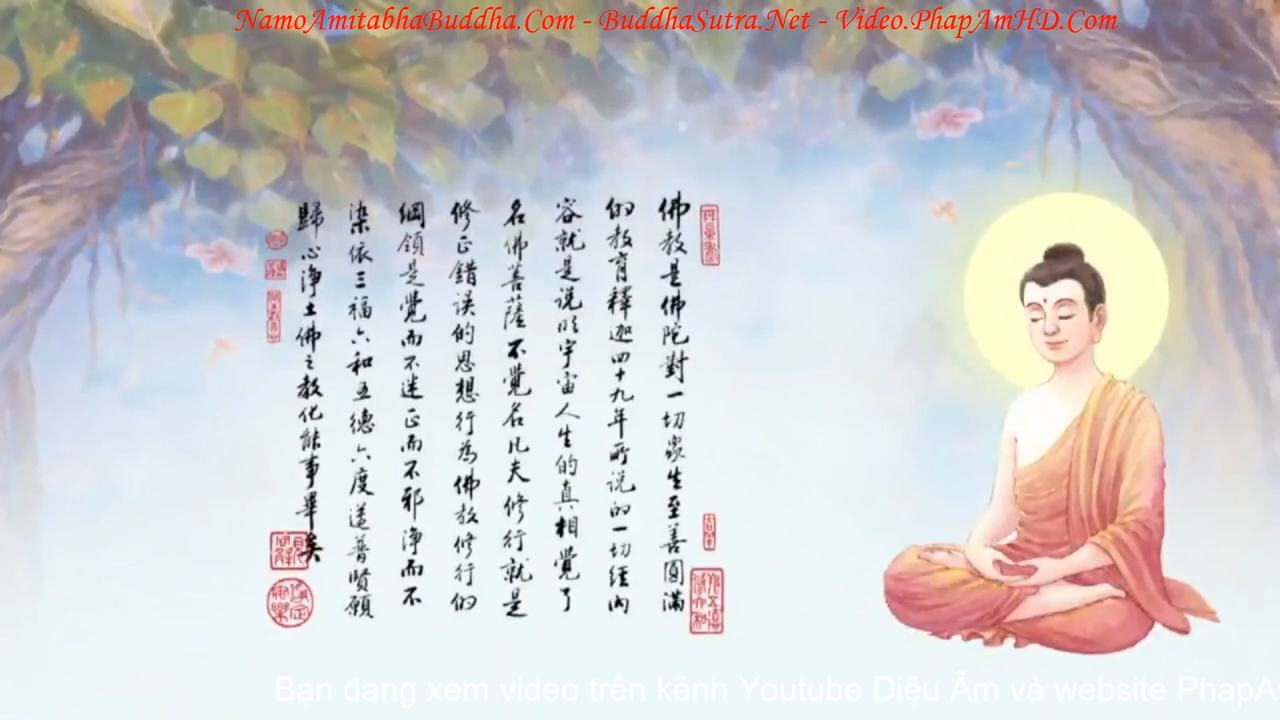 NamoAmitabhaBuddha.Com - BuddhaSutra.Net - Video.PhapAmHD.Com
佛教是佛陀對一切眾生至善圓滿
的教育釋迦四十九年所说的一切經內
容就是说明宇宙人生的真相覺了
名佛菩薩不覺名凡夫修行就是
修正錯误的思想行为佛教修行的
綱領是覺而不迷正而不邪淨而不
染依三福六和五德六度遵普賢願
歸心淨土佛之教化能事畢矣
Bạn đang xem video trên kênh Youtube Diệu Âm và website PhapA